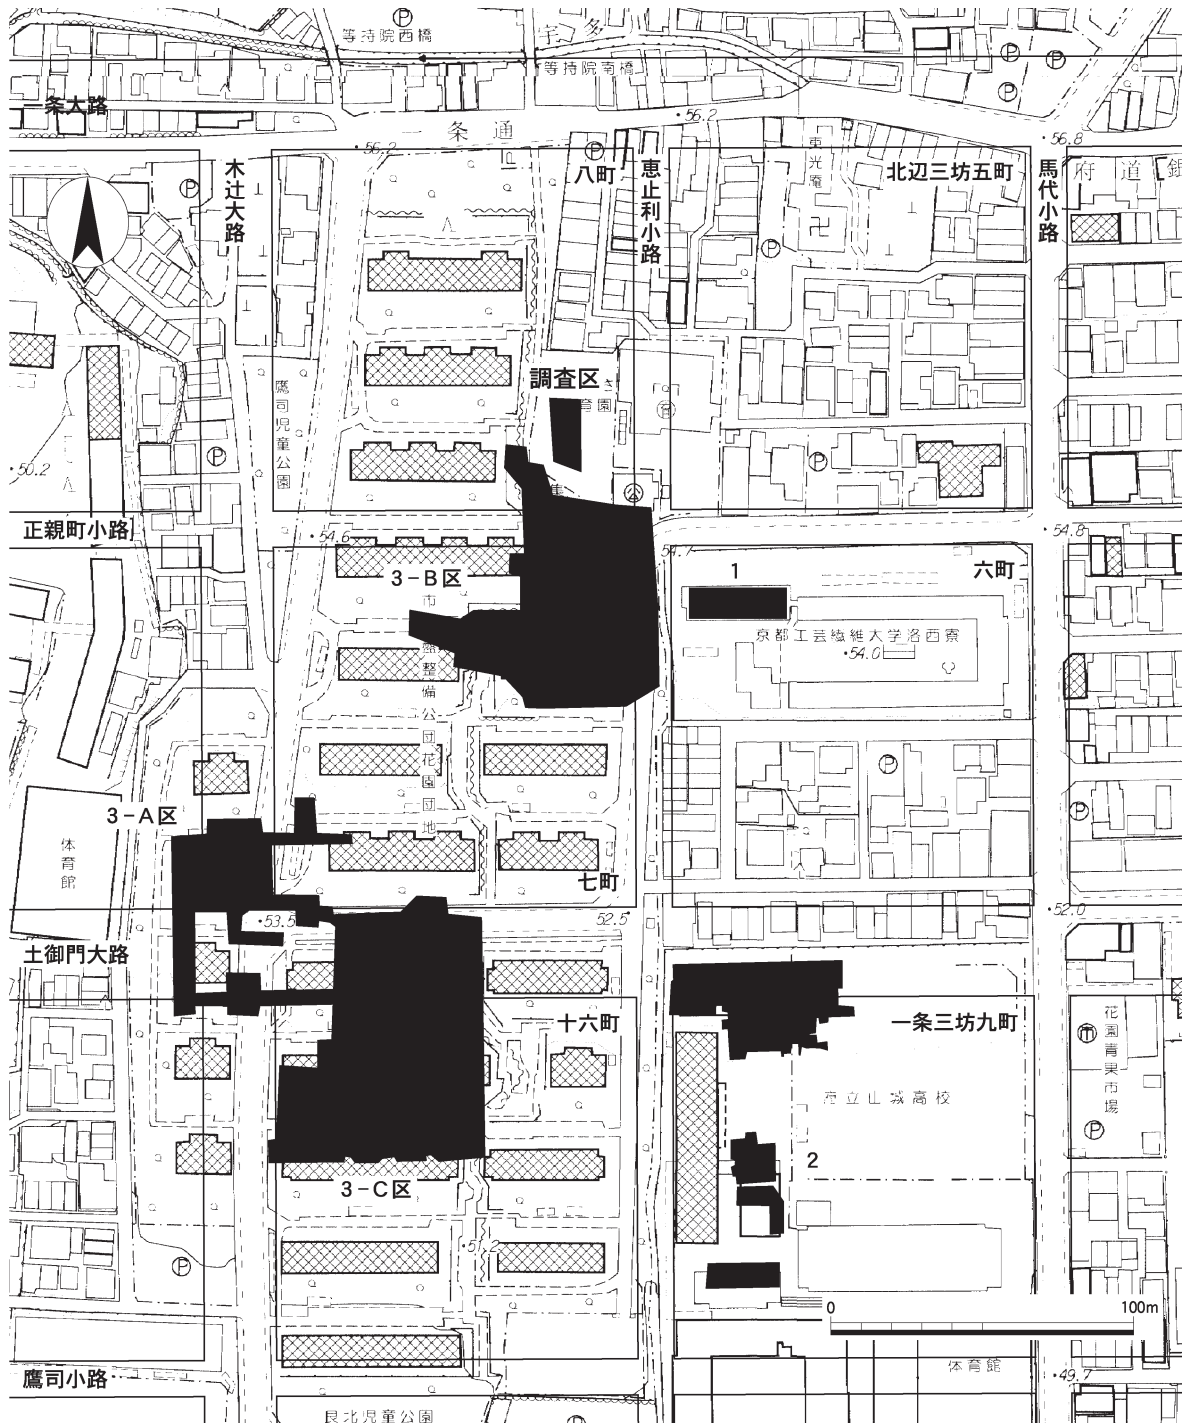 等持院西橋
宇多
等持院南橋
一条大路
一条通
56.2
56.2
56.8
木辻大路
八町
恵止利小路
東光庵
北辺三坊五町
馬代小路
府道
鷹司児童公園
調査区
育園
50.2
正親町小路
54.6
54.7
54.8
3-B区
1
六町
京都工芸繊維大学洛西寮
54.0
市
整備公団花園団地
3-A区
体育館
七町
53.5
52.5
52.0
土御門大路
十六町
一条三坊九町
花園青果市場
府立山城高校
2
3-C区
0 100m
鷹司小路
体育館
49.7
艮北児童公園